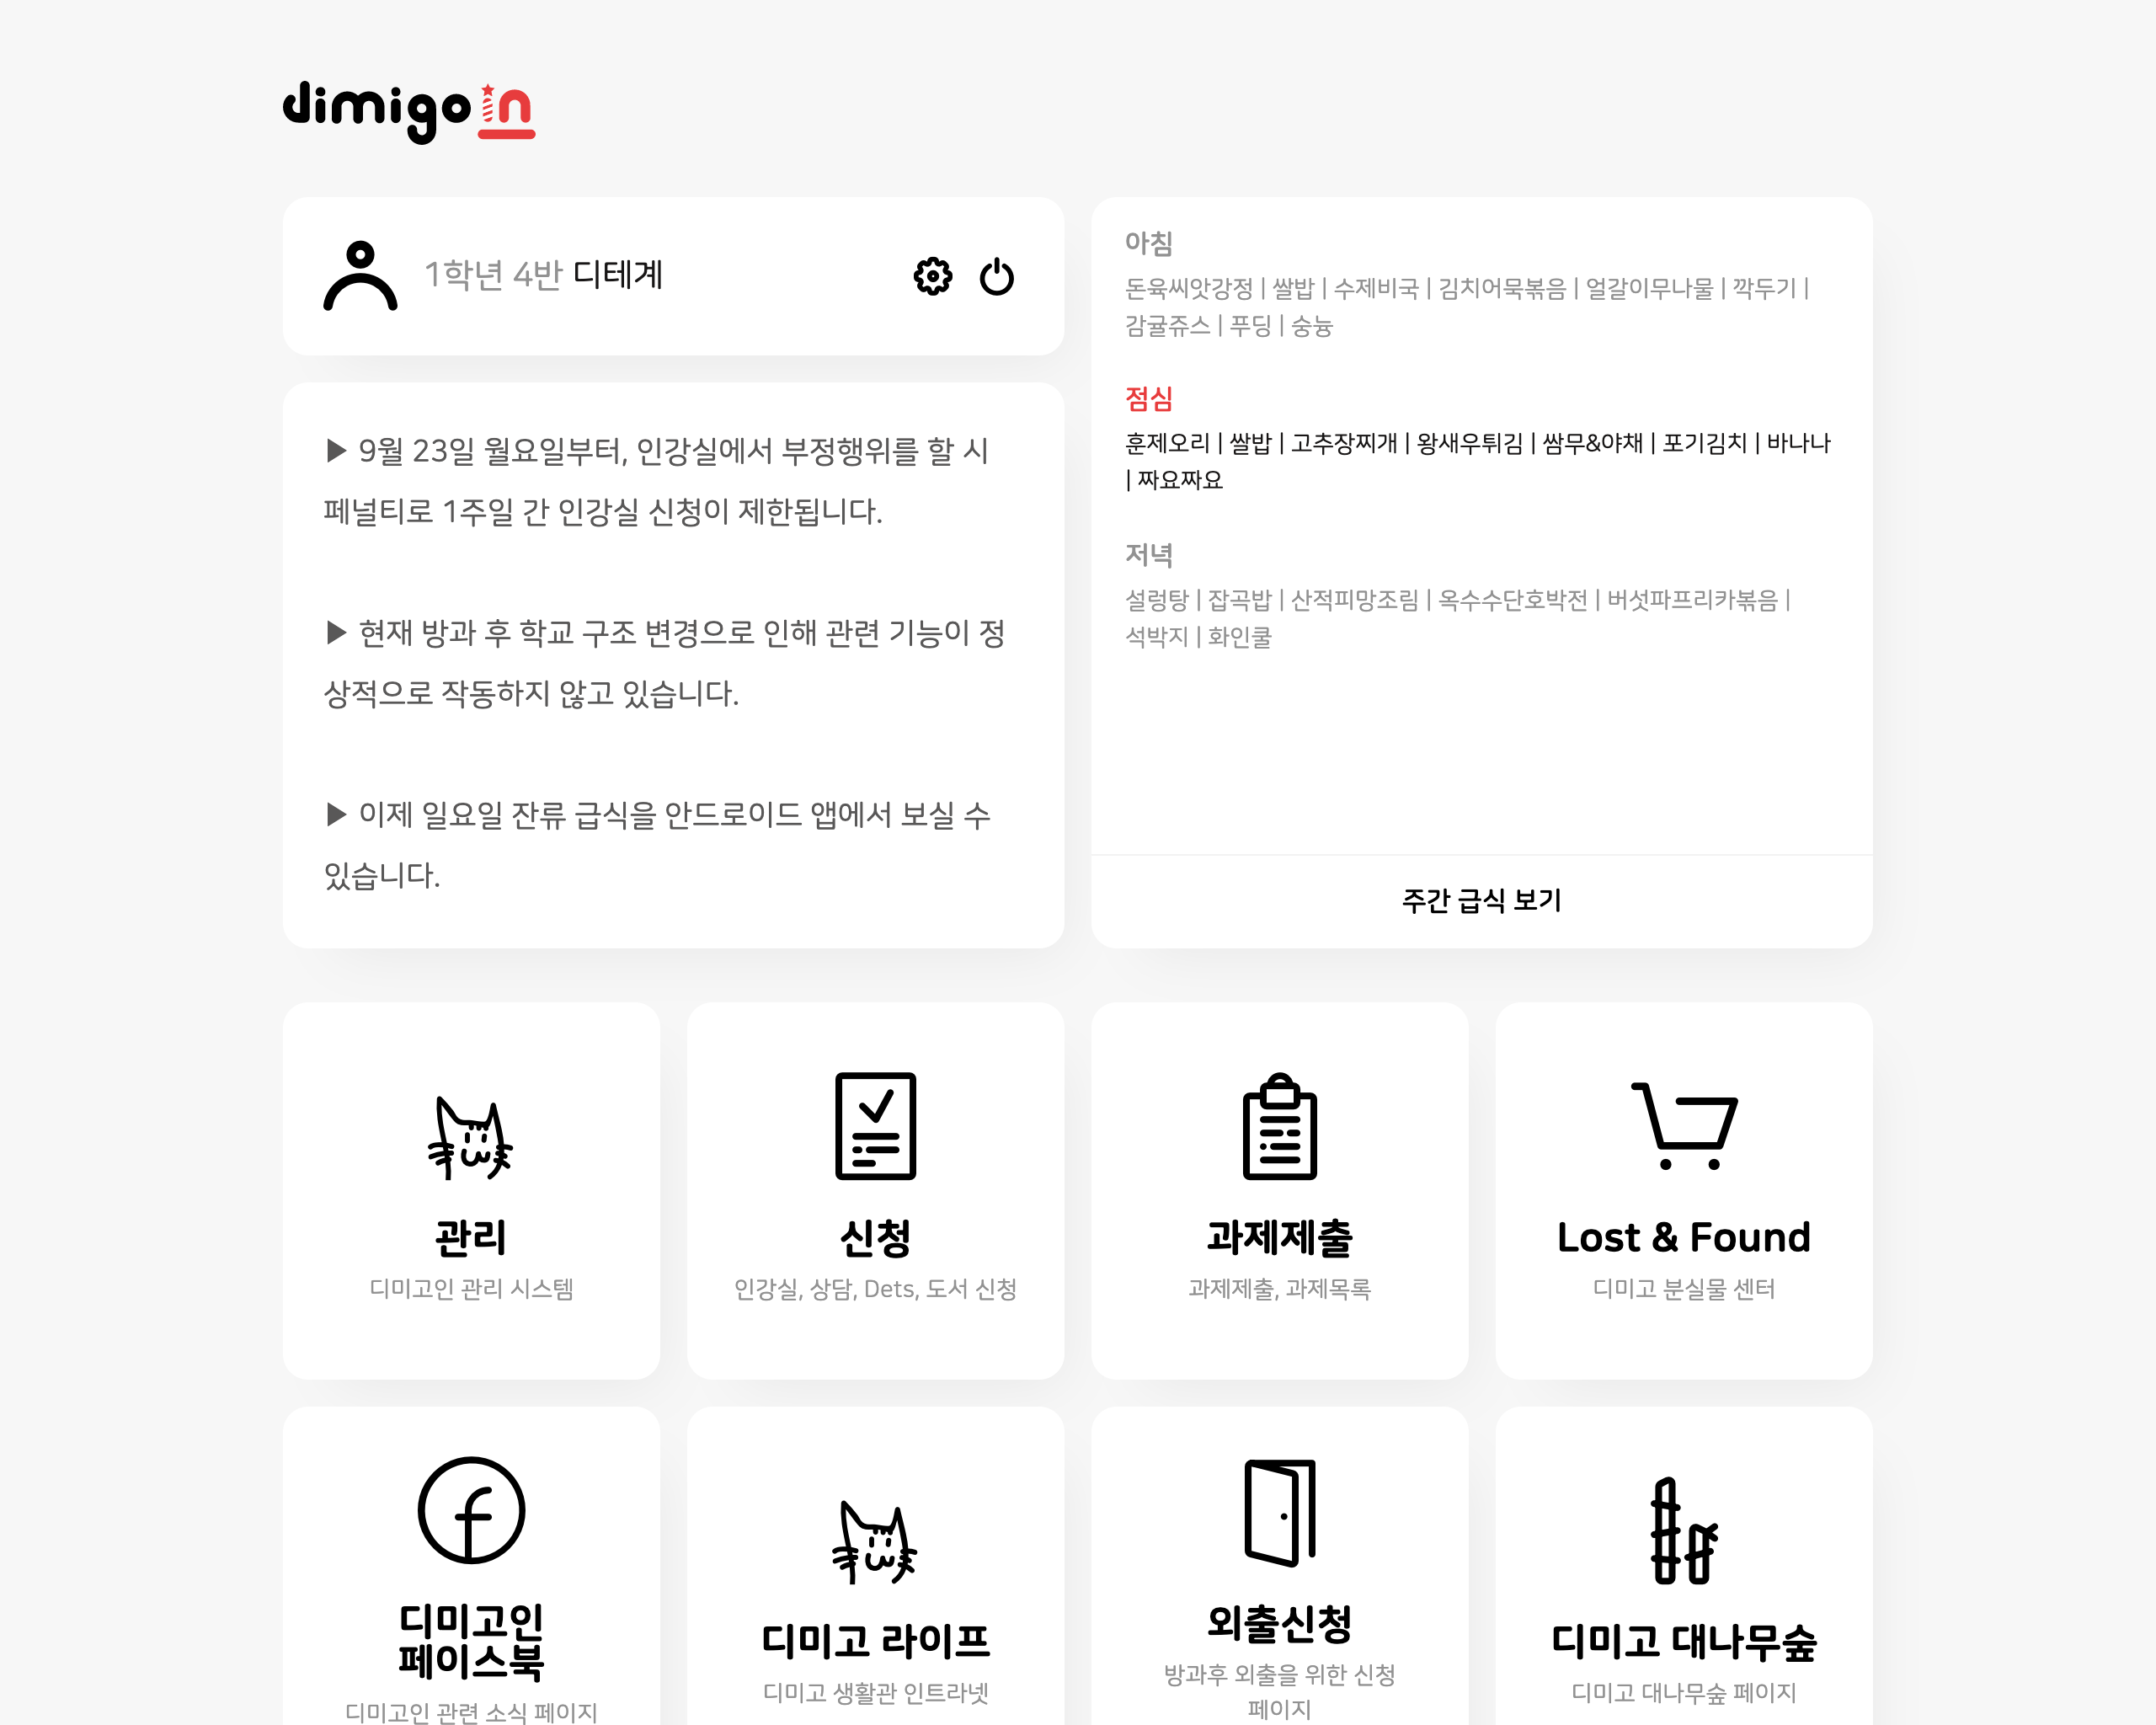 dimigo in
1학년 4반 디테계
▶ 9월 23일 월요일부터, 인강실에서 부정행위를 할 시
페널티로 1주일 간 인강실 신청이 제한됩니다.
▶ 현재 방과 후 학교 구조 변경으로 인해 관련 기능이 정
상적으로 작동하지 않고 있습니다.
▶ 이제 일요일 잔류 급식을 안드로이드 앱에서 보실 수
있습니다.
아침
돈육씨앗강정 | 쌀밥 | 수제비국 | 김치어묵볶음 | 얼갈이무나물 | 깍두기 |
감귤쥬스 | 푸딩 | 숭늉
점심
훈제오리 | 쌀밥 | 고추장찌개 | 왕새우튀김 | 쌈무&야채 | 포기김치 | 바나나
| 짜요짜요
저녁
설렁탕 | 잡곡밥 | 산적피망조림 | 옥수수단호박전 | 버섯파프리카볶음 |
석박지 | 화인쿨
주간 급식 보기
관리
디미고인 관리 시스템
신청
인강실, 상담, Dets, 도서 신청
과제제출
과제제출, 과제목록
Lost & Found
디미고 분실물 센터
디미고인
페이스북
디미고인 관련 소식 페이지
디미고 라이프
디미고 생활관 인트라넷
외출신청
방과후 외출을 위한 신청
페이지
디미고 대나무숲
디미고 대나무숲 페이지